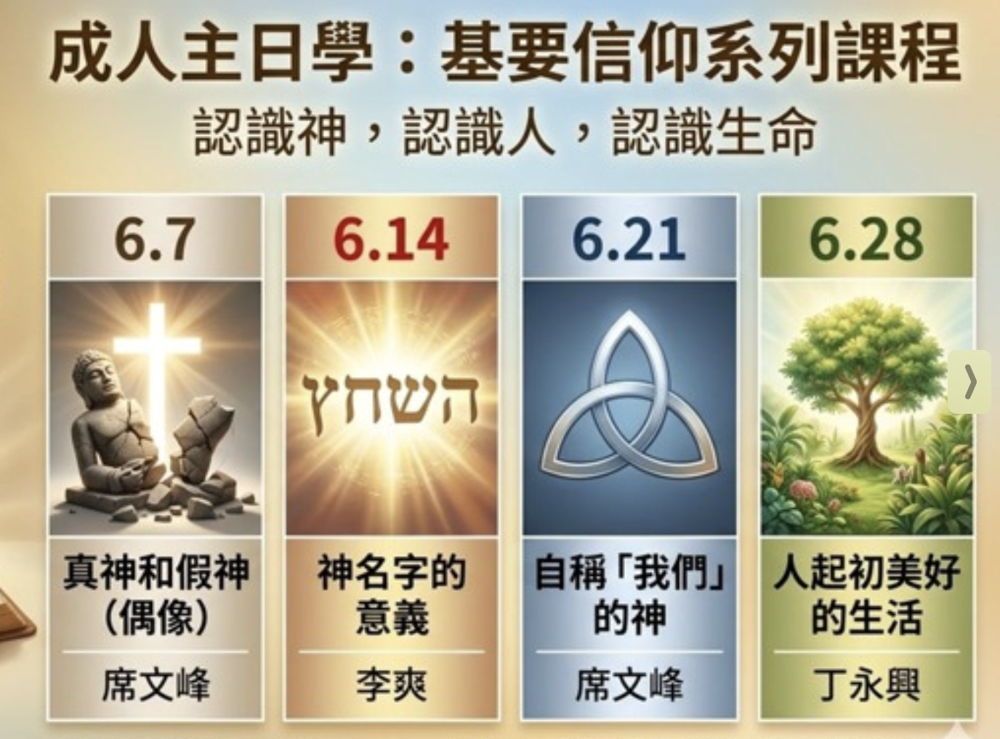 成人主日學：基要信仰系列課程
認識神，認識人，認識生命
6.7
6.14
6.21
6.28
השחץ
真神和假神
（偶像）
席文峰
神名字的
意義
李爽
自稱「我們」
的神
席文峰
人起初美好
的生活
丁永興